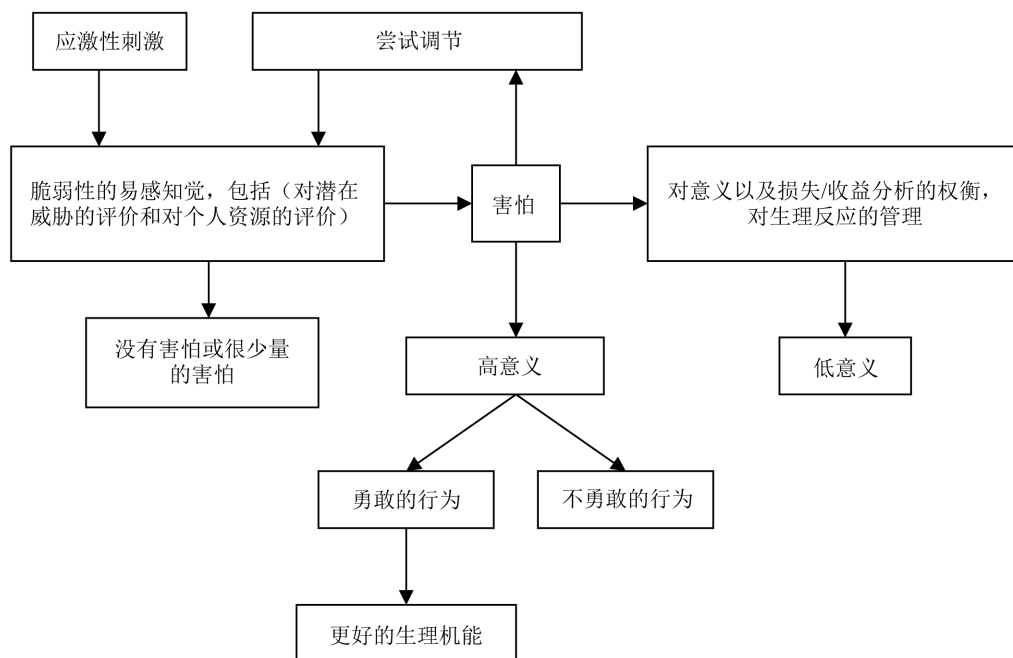 应激性刺激
尝试调节
脆弱性的易感知觉，包括（对潜在
威胁的评价和对个人资源的评价）
害怕
对意义以及损失/收益分析的权衡，
对生理反应的管理
没有害怕或很少量
的害怕
高意义
低意义
勇敢的行为
不勇敢的行为
更好的生理机能